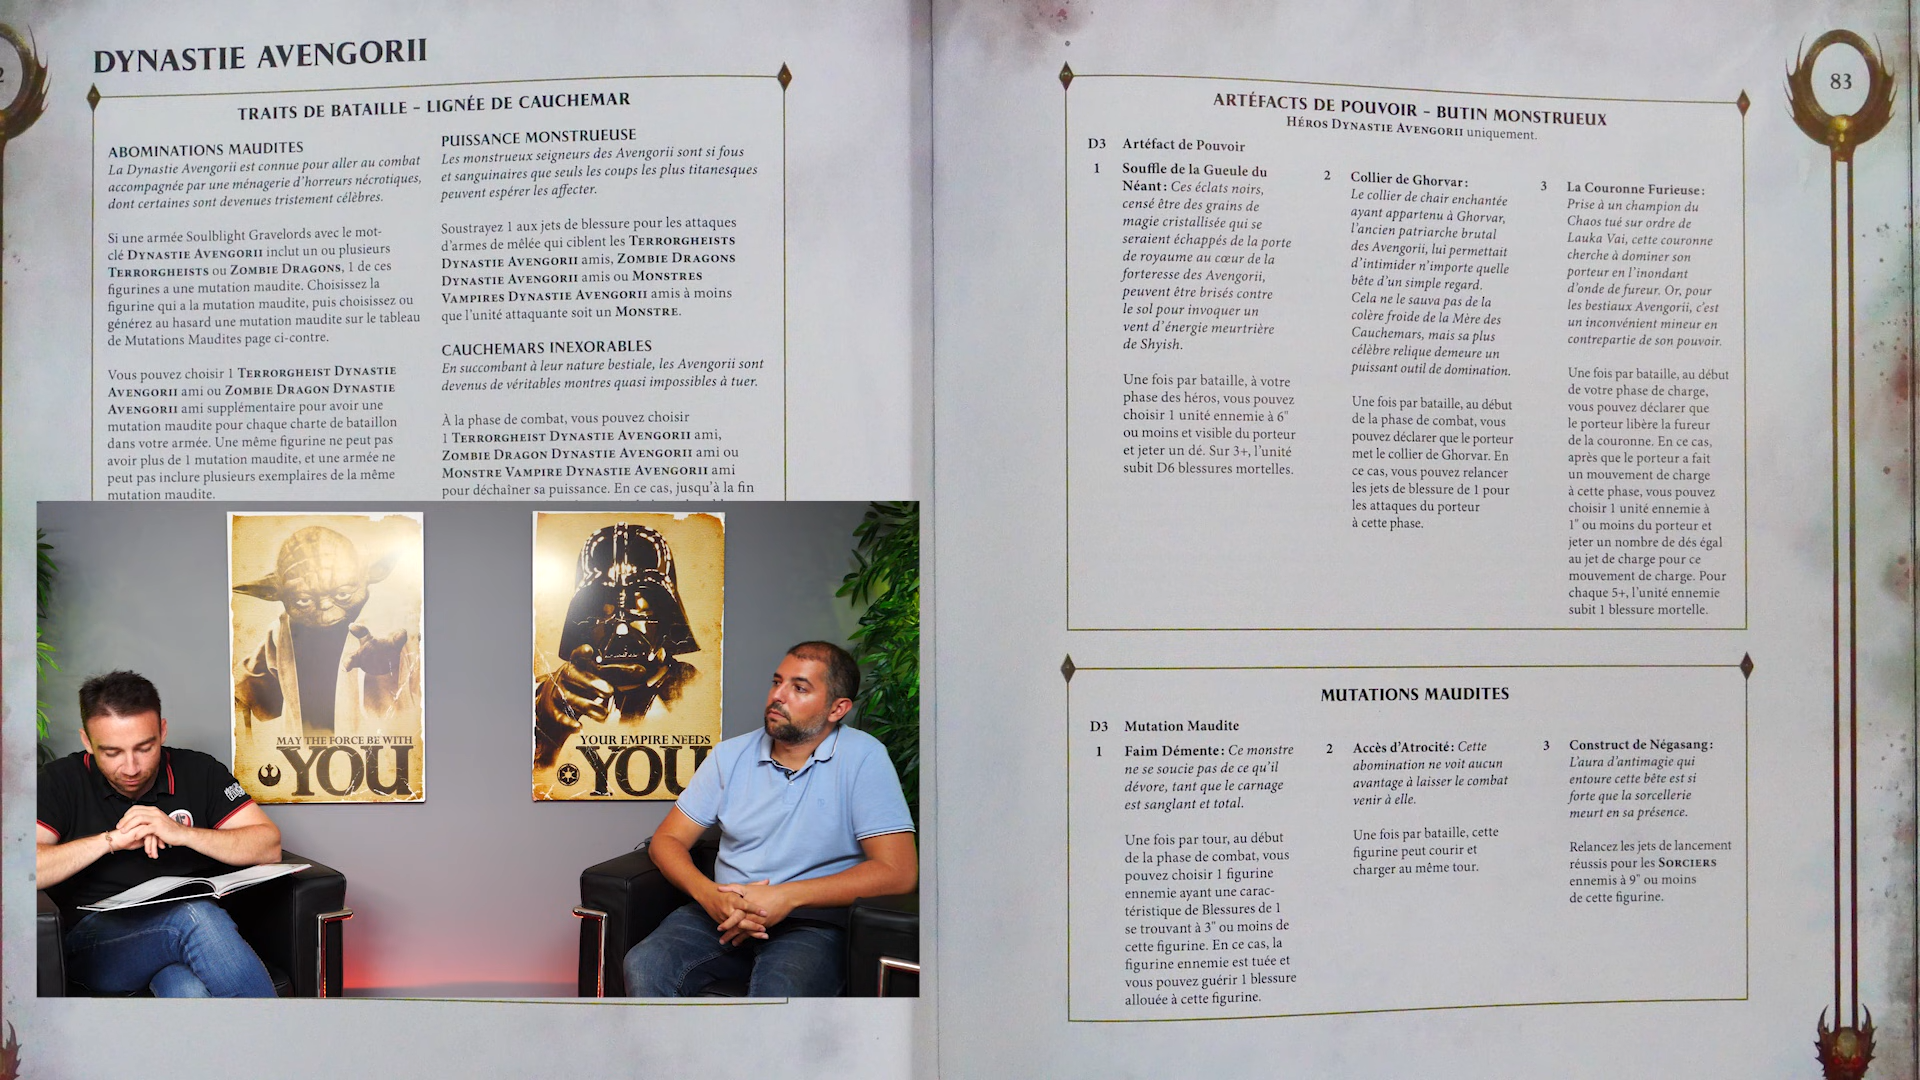 DYNASTIE AVENGORII
TRAITS DE BATAILLE – LIGNÉE DE CAUCHEMAR
ABOMINATIONS MAUDITES
La Dynastie Avengorii est connue pour aller au combat
accompagnée par une ménagerie d'horreurs nécrotiques,
dont certaines sont devenues tristement célèbres.
Si une armée Soulblight Gravelords avec le mot-
clé DYNASTIE AVENGORII inclut un ou plusieurs
TERRORGHEISTS ou ZOMBIE DRAGONS, 1 de ces
figurines a une mutation maudite. Choisissez la
figurine qui a la mutation maudite, puis choisissez ou
générez au hasard une mutation maudite sur le tableau
de Mutations Maudites page ci-contre.
Vous pouvez choisir 1 TERRORGHEIST DYNASTIE
AVENGORII ami ou ZOMBIE DRAGON DYNASTIE
AVENGORII ami supplémentaire pour avoir une
mutation maudite pour chaque charte de bataillon
dans votre armée. Une même figurine ne peut pas
avoir plus de 1 mutation maudite, et une armée ne
peut pas inclure plusieurs exemplaires de la même
mutation maudite.
PUISSANCE MONSTRUEUSE
Les monstrueux seigneurs des Avengorii sont si fous
et sanguinaires que seuls les coups les plus titanesques
peuvent espérer les affecter.
Soustrayez 1 aux jets de blessure pour les attaques
d'armes de mêlée qui ciblent les TERRORGHEISTS
DYNASTIE AVENGORII amis, ZOMBIE DRAGONS
DYNASTIE AVENGORII amis ou MONSTRES
VAMPIRES DYNASTIE AVENGORII amis à moins
que l'unité attaquante soit un MONSTRE.
CAUCHEMARS INEXORABLES
En succombant à leur nature bestiale, les Avengorii sont
devenus de véritables montres quasi impossibles à tuer.
À la phase de combat, vous pouvez choisir
1 TERRORGHEIST DYNASTIE AVENGORII ami,
ZOMBIE DRAGON DYNASTIE AVENGORII ami ou
MONSTRE VAMPIRE DYNASTIE AVENGORII ami
pour déchaîner sa puissance. En ce cas, jusqu'à la fin
MAY THE FORCE BE WITH
YOU
YOUR EMPIRE NEEDS
YOU
83
ARTÉFACTS DE POUVOIR – BUTIN MONSTRUEUX
HÉROS DYNASTIE AVENGORII uniquement.
D3 Artéfact de Pouvoir
1 Souffle de la Gueule du
Néant : Ces éclats noirs,
censé être des grains de
magie cristallisée qui se
seraient échappés de la porte
de royaume au cœur de la
forteresse des Avengorii,
peuvent être brisés contre
le sol pour invoquer un
vent d'énergie meurtrière
de Shyish.
Une fois par bataille, à votre
phase des héros, vous pouvez
choisir 1 unité ennemie à 6"
ou moins et visible du porteur
et jeter un dé. Sur 3+, l'unité
subit D6 blessures mortelles.
2 Collier de Ghorvar :
Le collier de chair enchantée
ayant appartenu à Ghorvar,
l'ancien patriarche brutal
des Avengorii, lui permettait
d'intimider n'importe quelle
bête d'un simple regard.
Cela ne le sauva pas de la
colère froide de la Mère des
Cauchemars, mais sa plus
célèbre relique demeure un
puissant outil de domination.
Une fois par bataille, au début
de la phase de combat, vous
pouvez déclarer que le porteur
met le collier de Ghorvar. En
ce cas, vous pouvez relancer
les jets de blessure de 1 pour
les attaques du porteur
à cette phase.
3 La Couronne Furieuse :
Prise à un champion du
Chaos tué sur ordre de
Lauka Vai, cette couronne
cherche à dominer son
porteur en l'inondant
d'onde de fureur. Or, pour
les bestiaux Avengorii, c'est
un inconvénient mineur en
contrepartie de son pouvoir.
Une fois par bataille, au début
de votre phase de charge,
vous pouvez déclarer que
le porteur libère la fureur
de la couronne. En ce cas,
après que le porteur a fait
un mouvement de charge
à cette phase, vous pouvez
choisir 1 unité ennemie à
1" ou moins du porteur et
jeter un nombre de dés égal
au jet de charge pour ce
mouvement de charge. Pour
chaque 5+, l'unité ennemie
subit 1 blessure mortelle.
MUTATIONS MAUDITES
D3 Mutation Maudite
1 Faim Démente : Ce monstre
ne se soucie pas de ce qu'il
dévore, tant que le carnage
est sanglant et total.
Une fois par tour, au début
de la phase de combat, vous
pouvez choisir 1 figurine
ennemie ayant une carac-
téristique de Blessures de 1
se trouvant à 3" ou moins de
cette figurine. En ce cas, la
figurine ennemie est tuée et
vous pouvez guérir 1 blessure
allouée à cette figurine.
2 Accès d'Atrocité : Cette
abomination ne voit aucun
avantage à laisser le combat
venir à elle.
Une fois par bataille, cette
figurine peut courir et
charger au même tour.
3 Construct de Négasang :
L'aura d'antimagie qui
entoure cette bête est si
forte que la sorcellerie
meurt en sa présence.
Relancez les jets de lancement
réussis pour les SORCIERS
ennemis à 9" ou moins
de cette figurine.